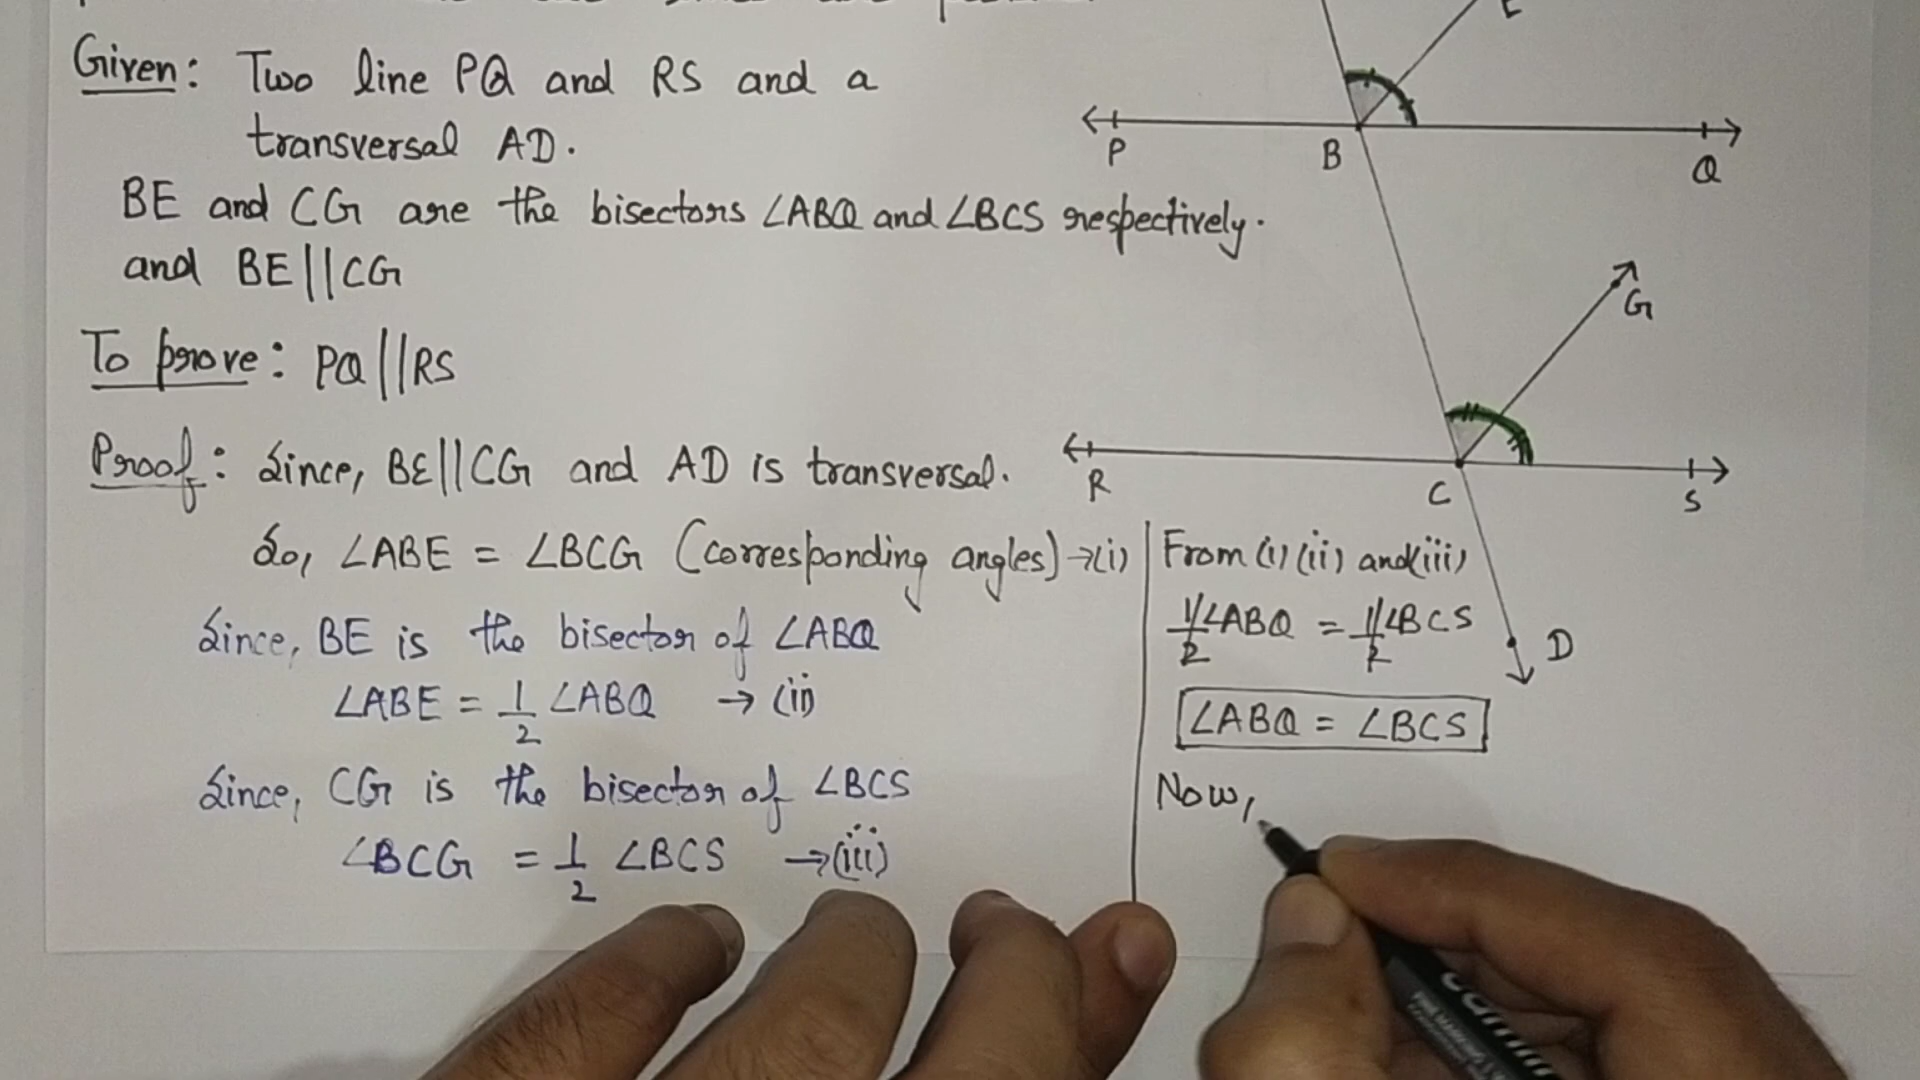 Given: Two line PQ and RS and a
transversal AD.
BE and CG are the bisectors ∠ABQ and ∠BCS respectively.
and BE||CG
To prove: PQ||RS
Proof: Since, BE||CG and AD is transversal.
So, ∠ABE = ∠BCG (corresponding angles) →(i)
Since, BE is the bisector of ∠ABQ
∠ABE = 1/2 ∠ABQ → (ii)
Since, CG is the bisector of ∠BCS
∠BCG = 1/2 ∠BCS →(iii)
From (i) (ii) and (iii)
1/2 ∠ABQ = 1/2 ∠BCS
∠ABQ = ∠BCS
Now,
E
P
B
Q
G
R
C
S
D